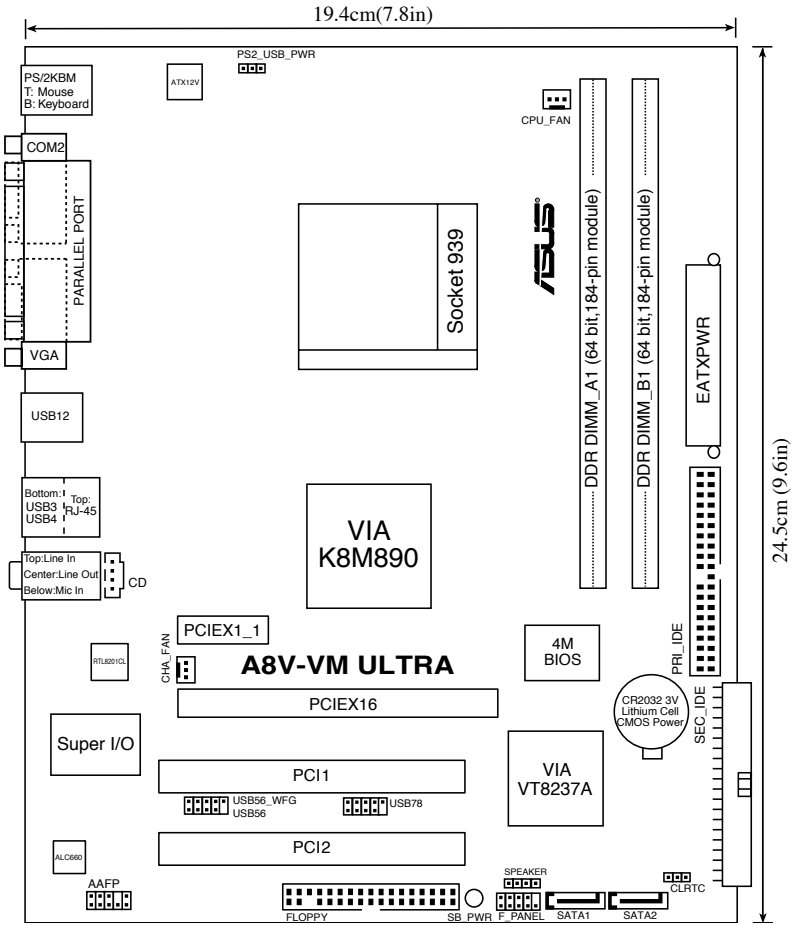 19.4cm(7.8in)
PS2_USB_PWR
PS/2KBM
T: Mouse
B: Keyboard
ATX12V
CPU_FAN
COM2
PARALLEL PORT
VGA
Socket 939
ASUS
DDR DIMM_A1 (64 bit,184-pin module)
DDR DIMM_B1 (64 bit,184-pin module)
EATXPWR
24.5cm (9.6in)
USB12
Bottom:
USB3
USB4
Top:
RJ-45
VIA
K8M890
Top:Line In
Center:Line Out
Below:Mic In
CD
PCIEX1_1
CHA_FAN
RTL8201CL
A8V-VM ULTRA
4M
BIOS
PRI_IDE
PCIEX16
CR2032 3V
Lithium Cell
CMOS Power
SEC_IDE
Super I/O
PCI1
VIA
VT8237A
USB56_WFG
USB56
USB78
PCI2
ALC660
AAFP
SPEAKER
CLRTC
FLOPPY
SB_PWR
F_PANEL
SATA1
SATA2